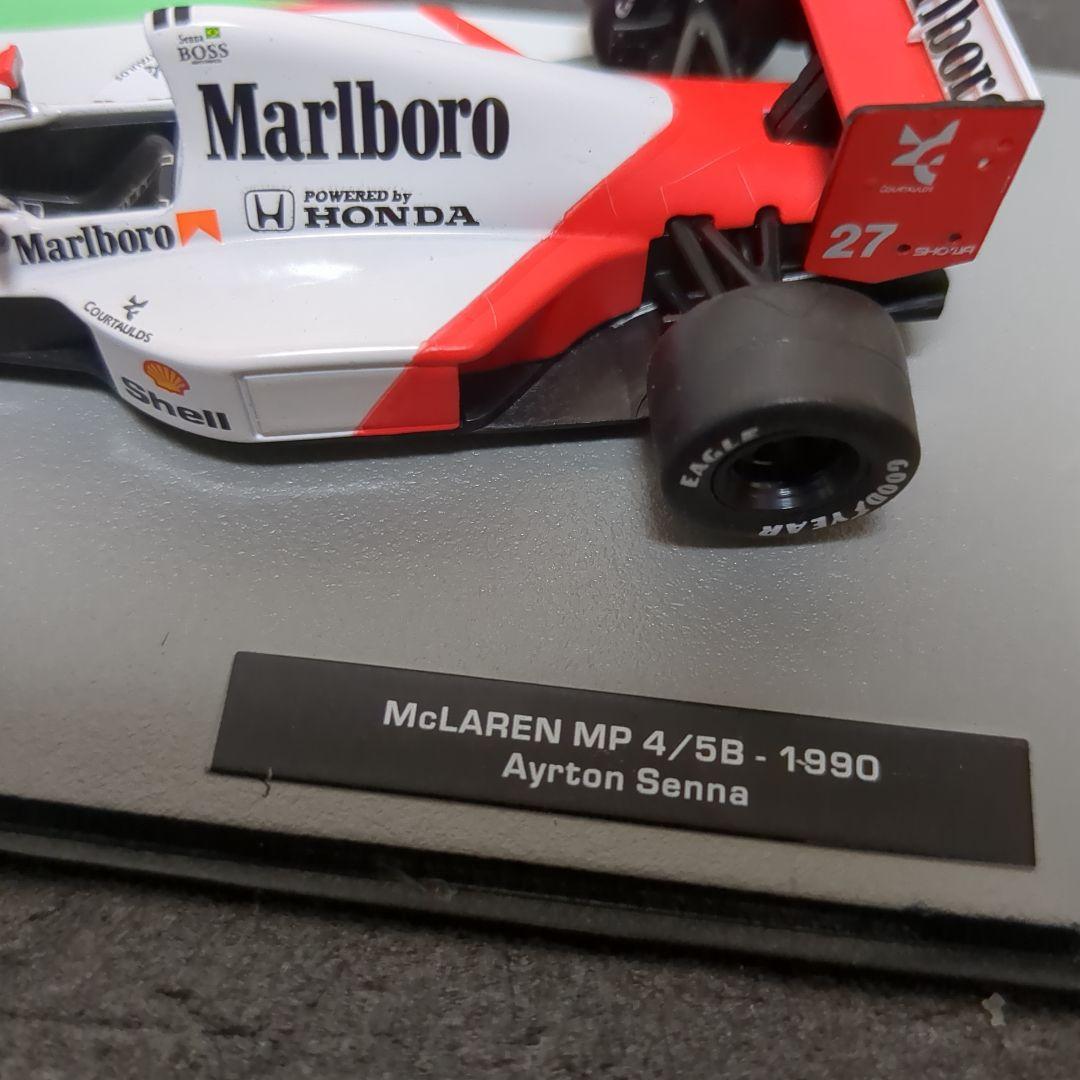 Senna
BOSS
Marlboro
POWERED by
HONDA
Marlboro
COURTAULDS
Shell
Marlboro
COURTAULDS
27
SHOWA
EAGLE
GOODYEAR
McLAREN MP 4/5B - 1990
Ayrton Senna